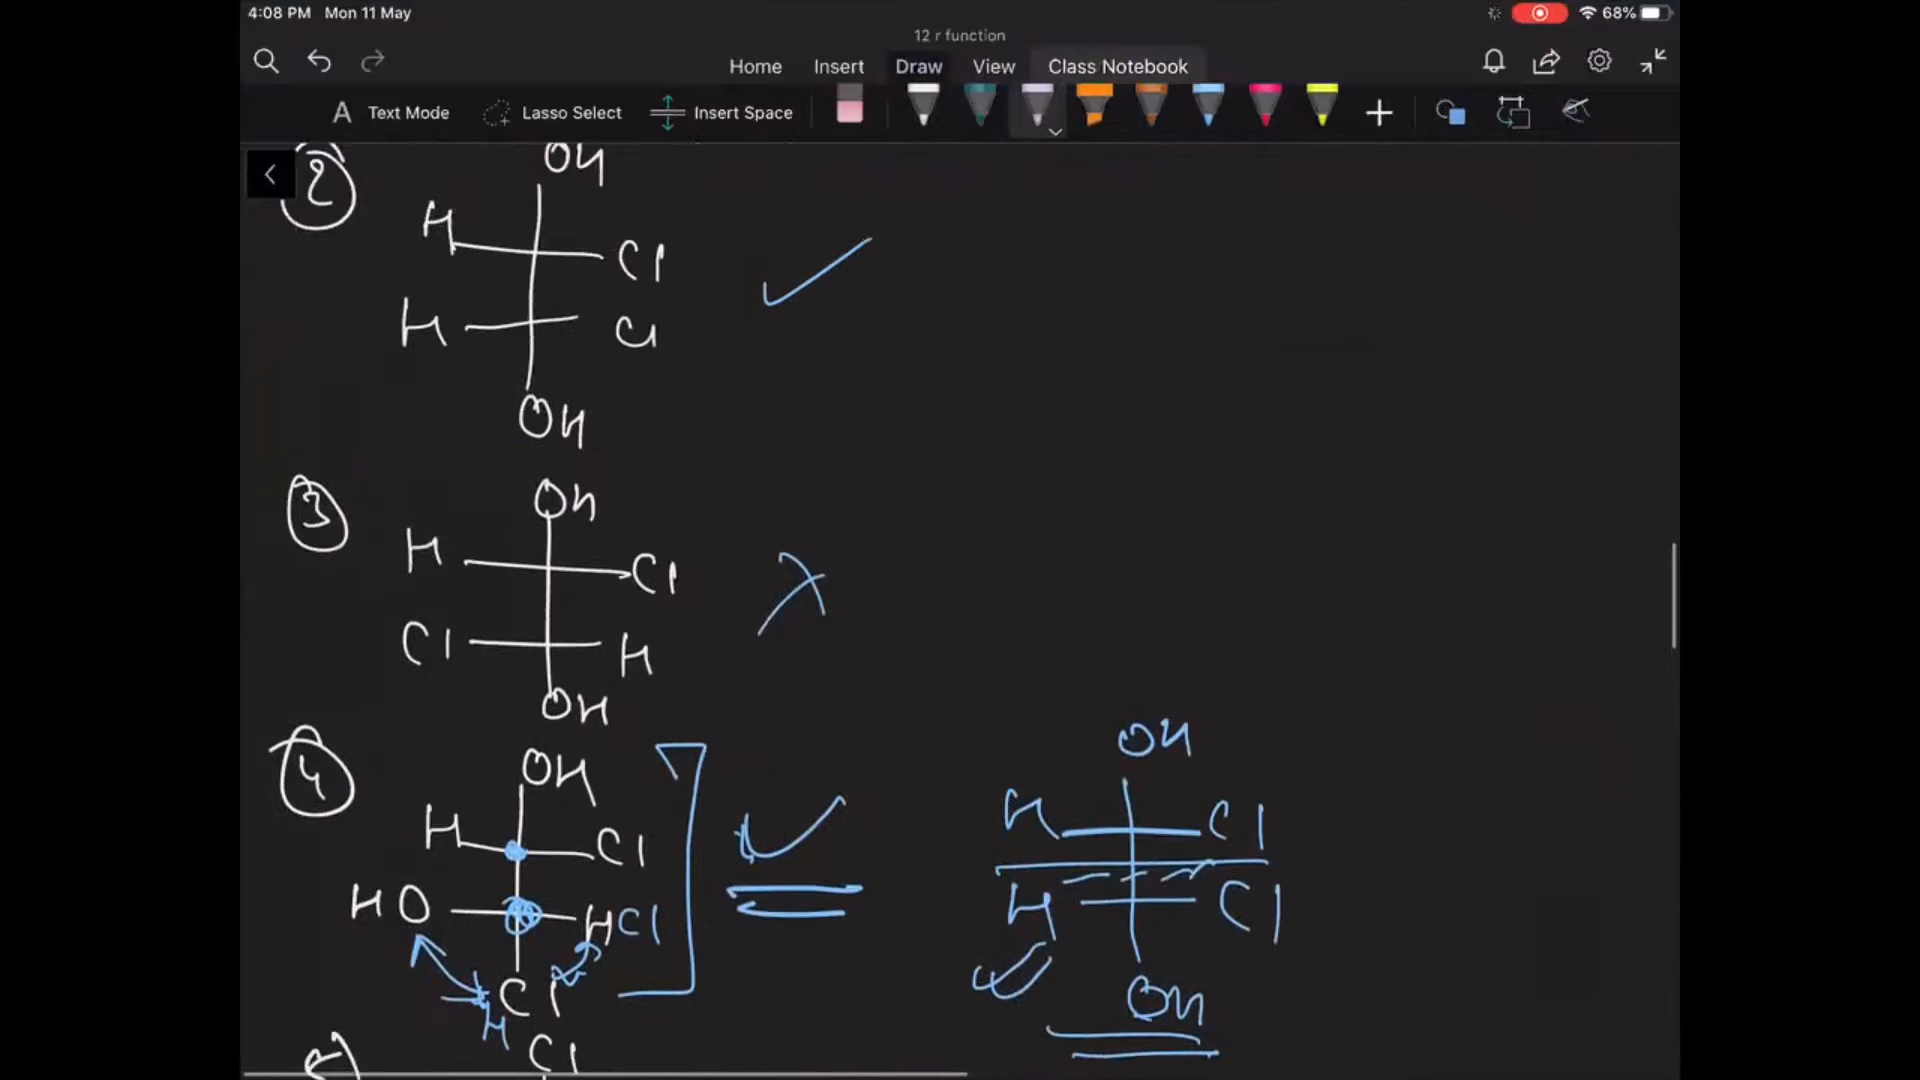 4:08 PM Mon 11 May
68%
12 r function
Home Insert Draw View Class Notebook
A Text Mode Lasso Select Insert Space
2
OH
H Cl
H Cl
OH
3
OH
H Cl
Cl H
OH
4
OH
H Cl
HO H Cl
Cl
H
Cl
OH
H Cl
H Cl
OH